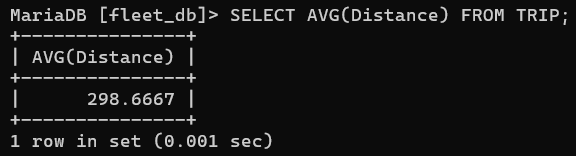 MariaDB [fleet_db]> SELECT AVG(Distance) FROM TRIP;
+---------------+
| AVG(Distance) |
+---------------+
|      298.6667 |
+---------------+
1 row in set (0.001 sec)